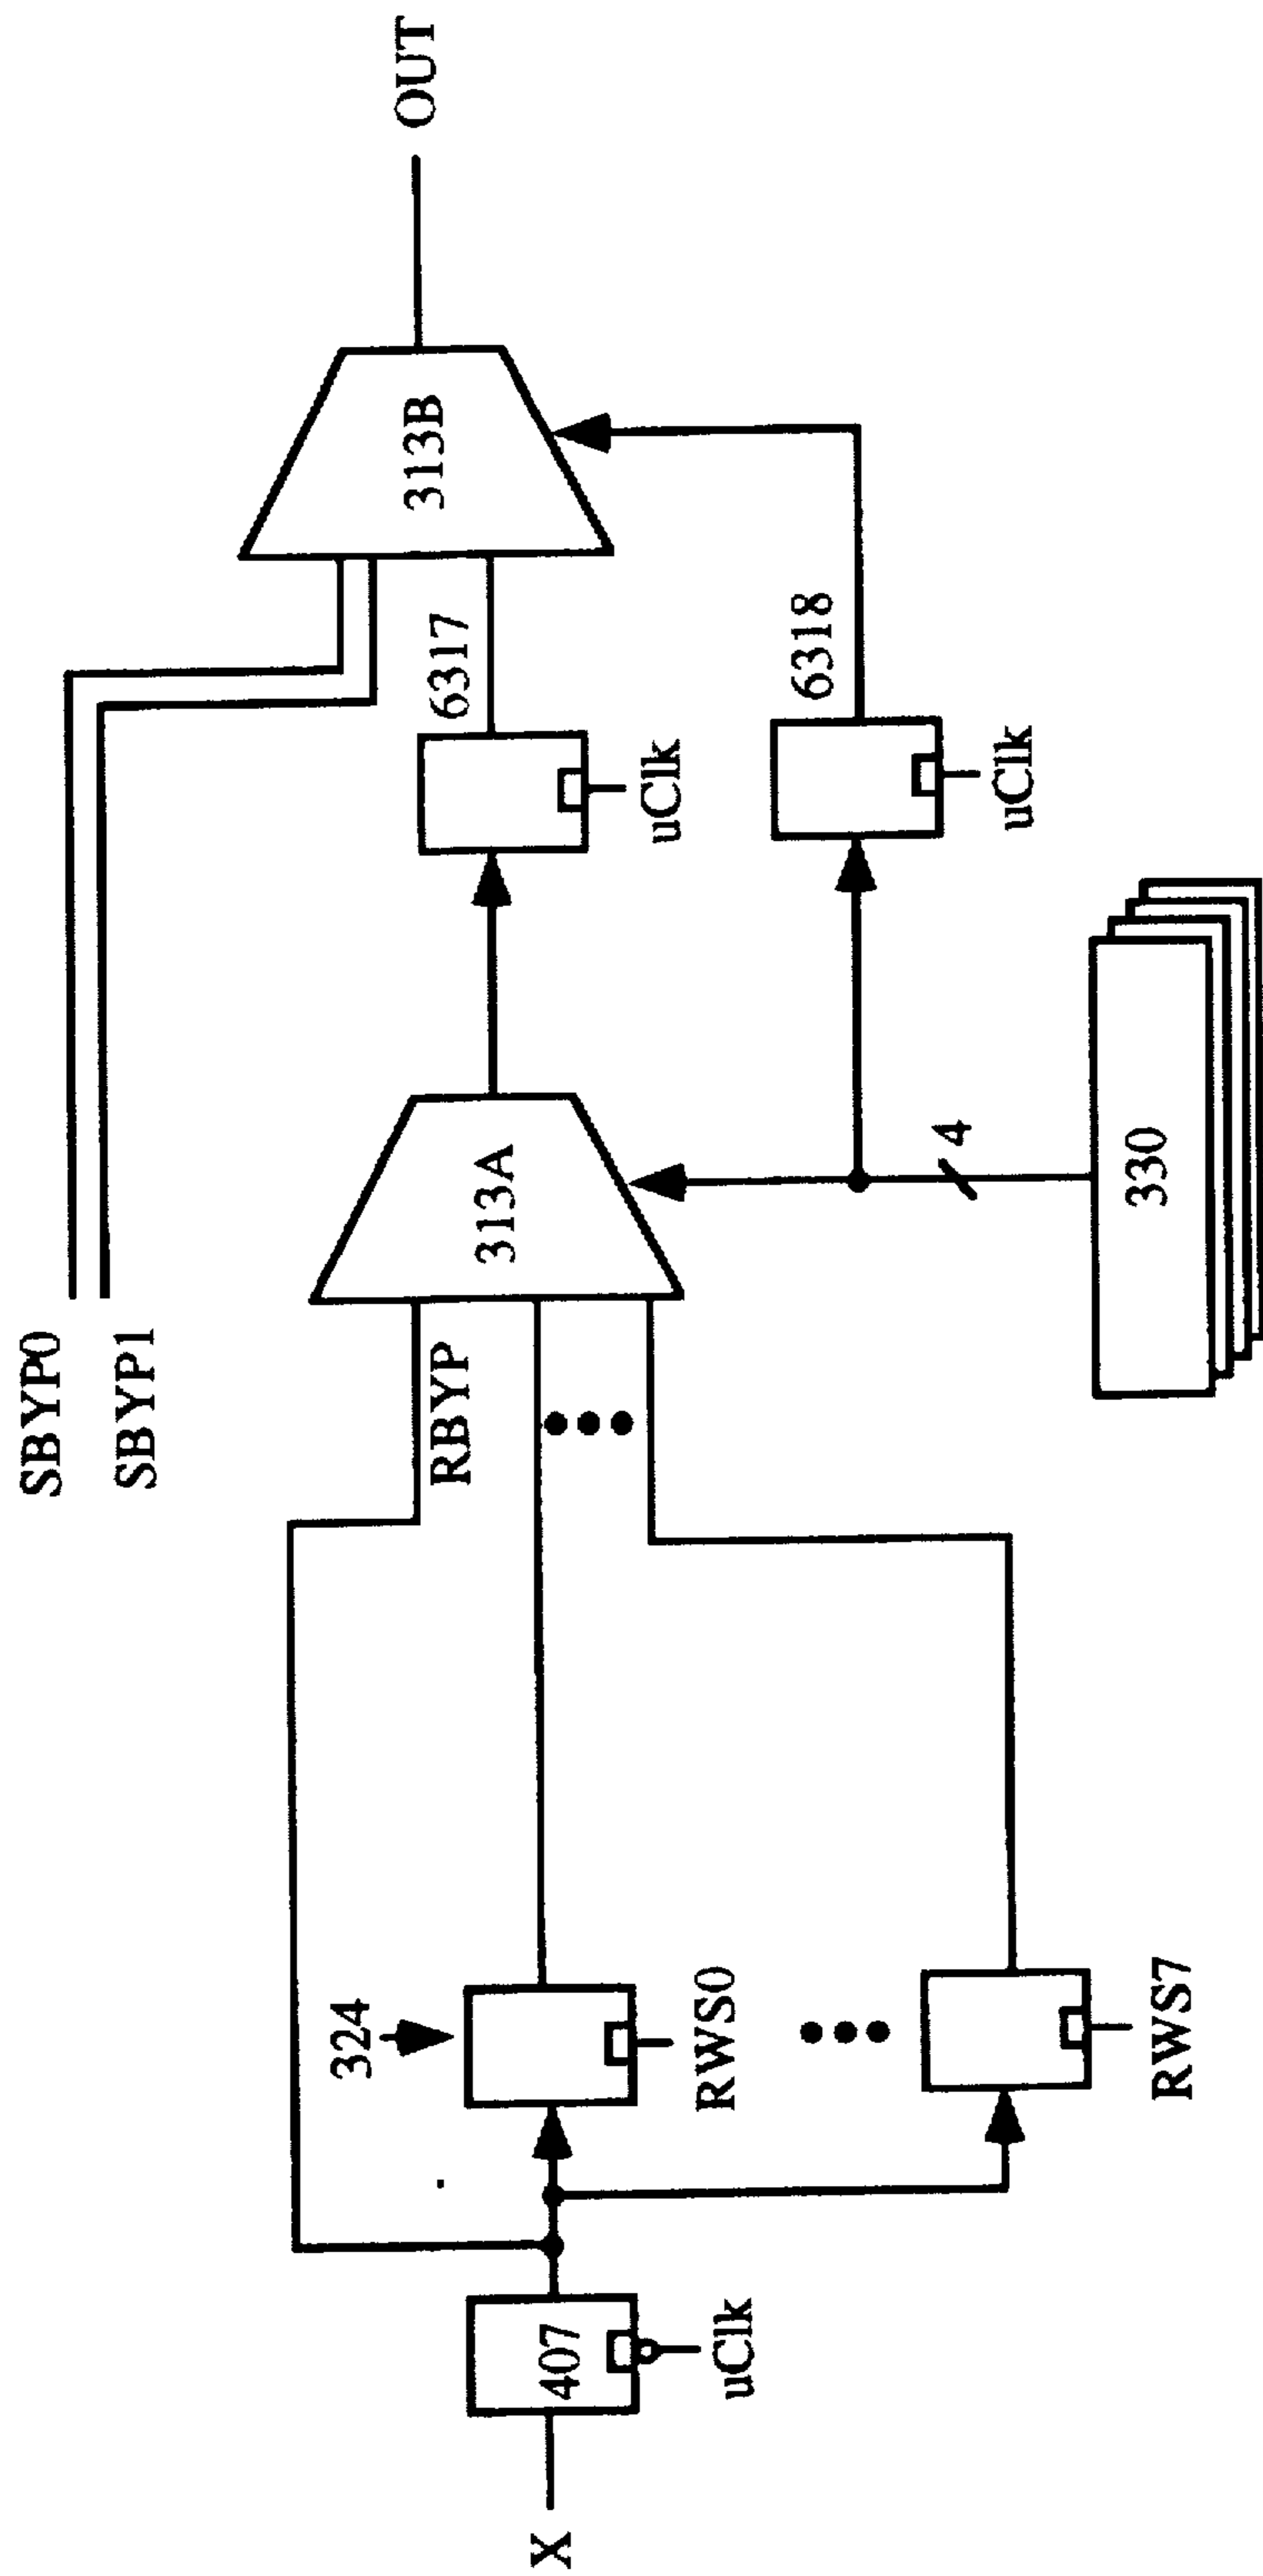 SBYP0
SBYP1
OUT
313B
6317
uClk
6318
uClk
313A
RBYP
4
330
324
RWS0
RWS7
X
407
uClk